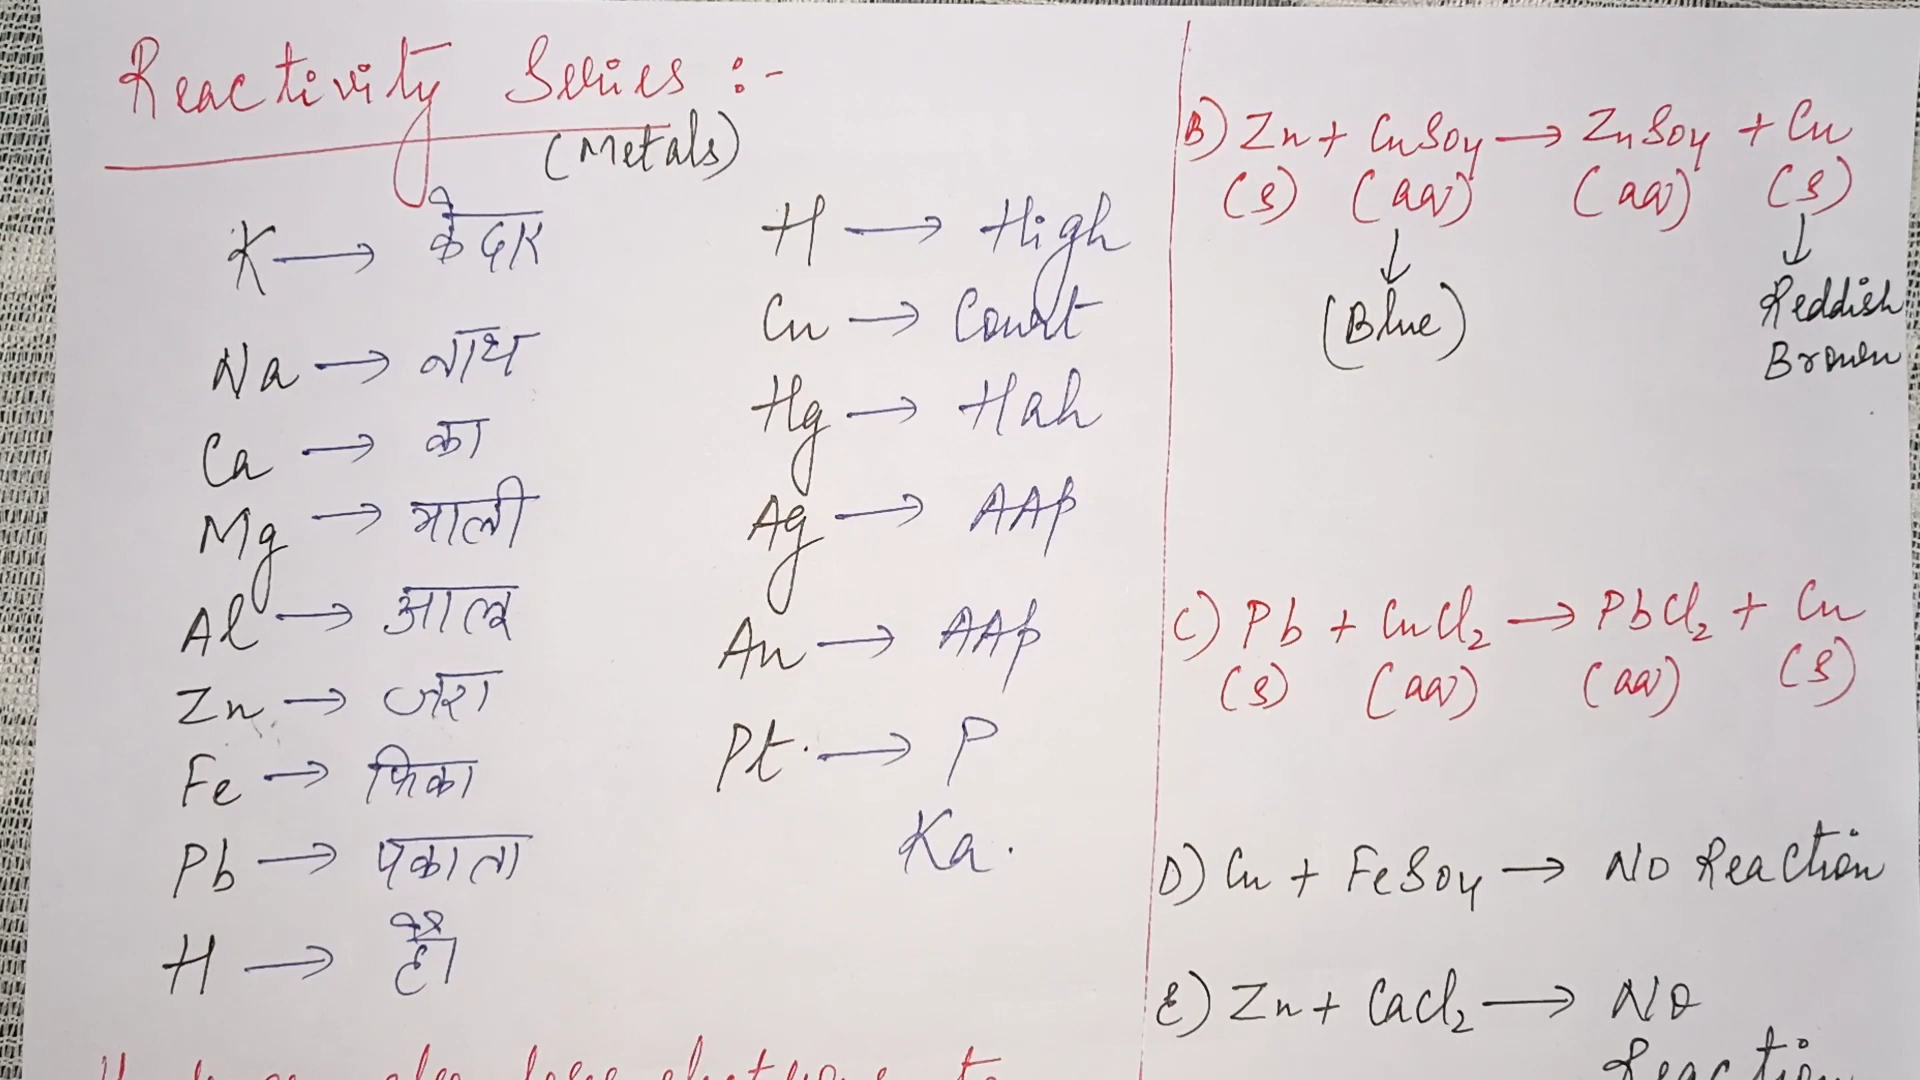 Reactivity Series :-
(Metals)
K → केदार
Na → नाथ
Ca → का
Mg → माली
Al → आलू
Zn → जरा
Fe → फिका
Pb → पकाता
H → है।
H → High
Cu → Court
Hg → Hah
Ag → AAp
Au → AAp
Pt. → P
Ka.
B) Zn + CuSO4 → ZnSO4 + Cu
(s) (aq) (aq) (s)
↓ ↓
(Blue) Reddish
Brown
C) Pb + CuCl2 → PbCl2 + Cu
(s) (aq) (aq) (s)
D) Cu + FeSO4 → No Reaction
E) Zn + CaCl2 → No
Reaction